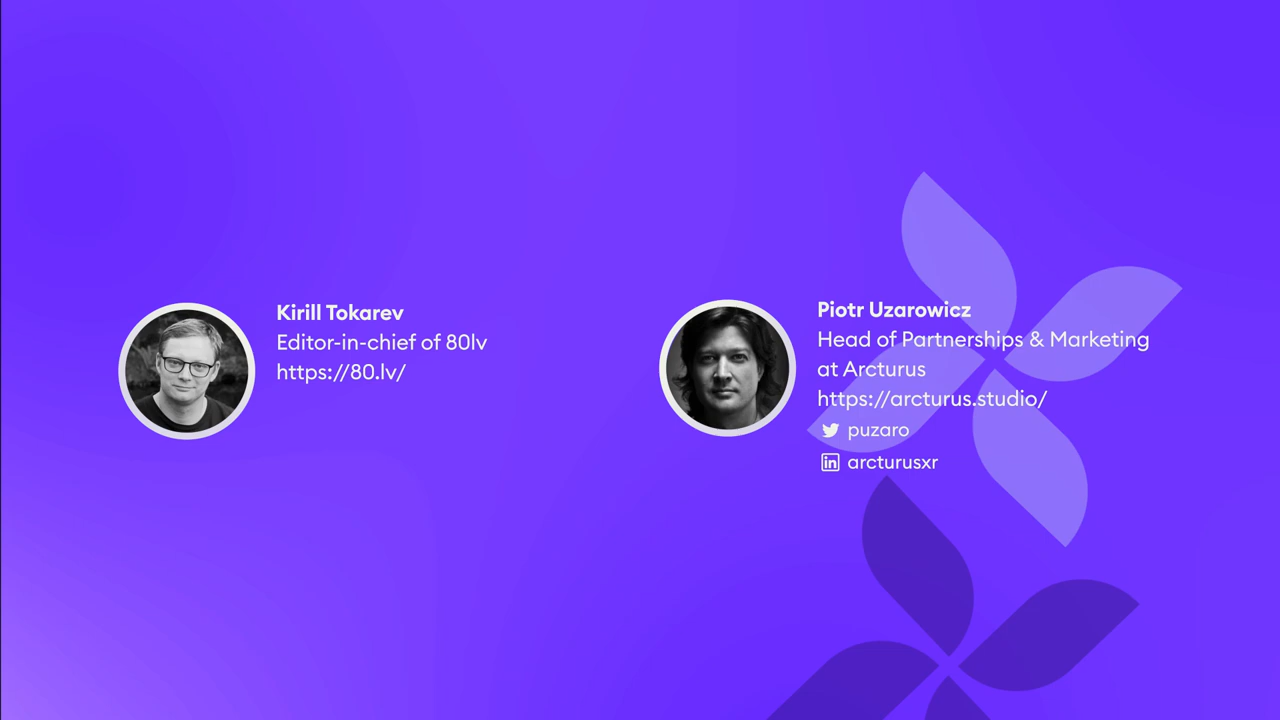 Kirill Tokarev
Editor-in-chief of 80lv
https://80.lv/
Piotr Uzarowicz
Head of Partnerships & Marketing
at Arcturus
https://arcturus.studio/
puzaro
arcturusxr